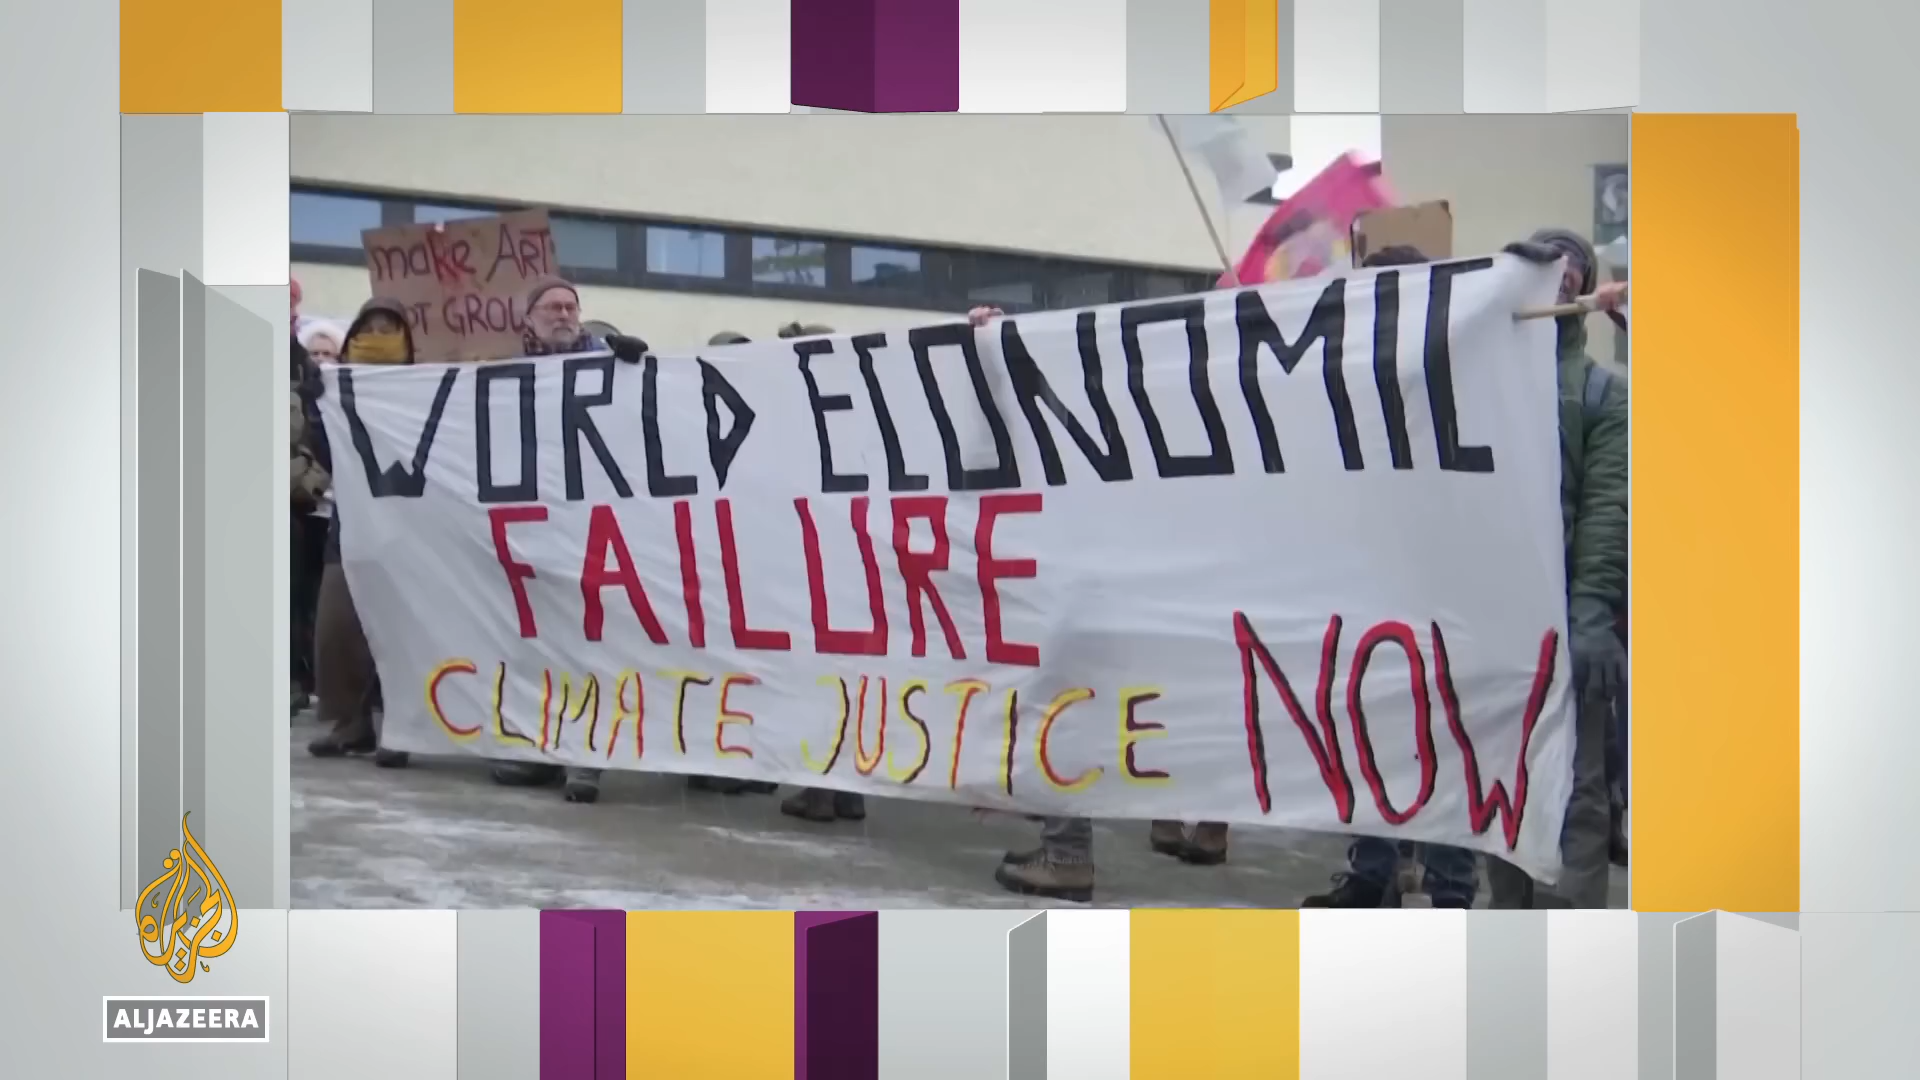 make ART
GROW
WORLD ECONOMIC
FAILURE
CLIMATE JUSTICE NOW
الجزيرة
ALJAZEERA